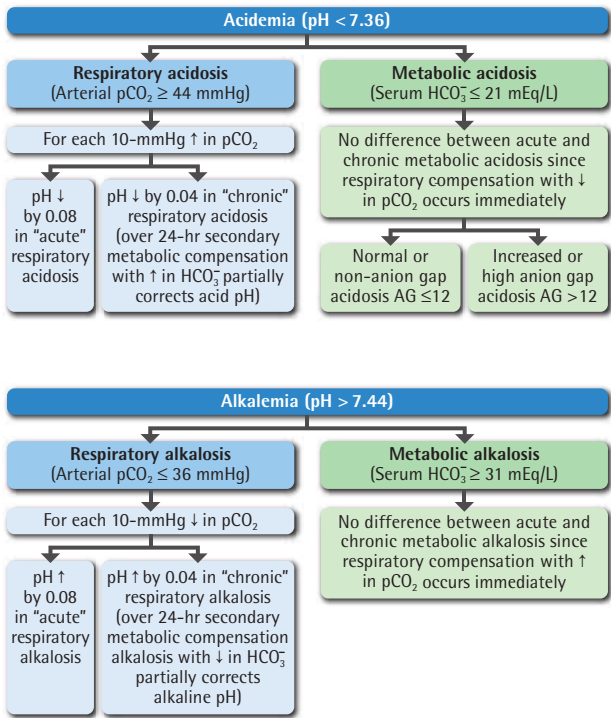 Acidemia (pH < 7.36)
Respiratory acidosis
(Arterial pCO₂ ≥ 44 mmHg)
For each 10-mmHg ↑ in pCO₂
pH ↓
by 0.08
in “acute”
respiratory
acidosis
pH ↓ by 0.04 in “chronic”
respiratory acidosis
(over 24-hr secondary
metabolic compensation
with ↑ in HCO₃⁻ partially
corrects acid pH)
Metabolic acidosis
(Serum HCO₃⁻ ≤ 21 mEq/L)
No difference between acute and
chronic metabolic acidosis since
respiratory compensation with ↓
in pCO₂ occurs immediately
Normal or
non-anion gap
acidosis AG ≤12
Increased or
high anion gap
acidosis AG >12
Alkalemia (pH > 7.44)
Respiratory alkalosis
(Arterial pCO₂ ≤ 36 mmHg)
For each 10-mmHg ↓ in pCO₂
pH ↑
by 0.08
in “acute”
respiratory
alkalosis
pH ↑ by 0.04 in “chronic”
respiratory alkalosis
(over 24-hr secondary
metabolic compensation
alkalosis with ↓ in HCO₃⁻
partially corrects
alkaline pH)
Metabolic alkalosis
(Serum HCO₃⁻ ≥ 31 mEq/L)
No difference between acute and
chronic metabolic alkalosis since
respiratory compensation with ↑
in pCO₂ occurs immediately